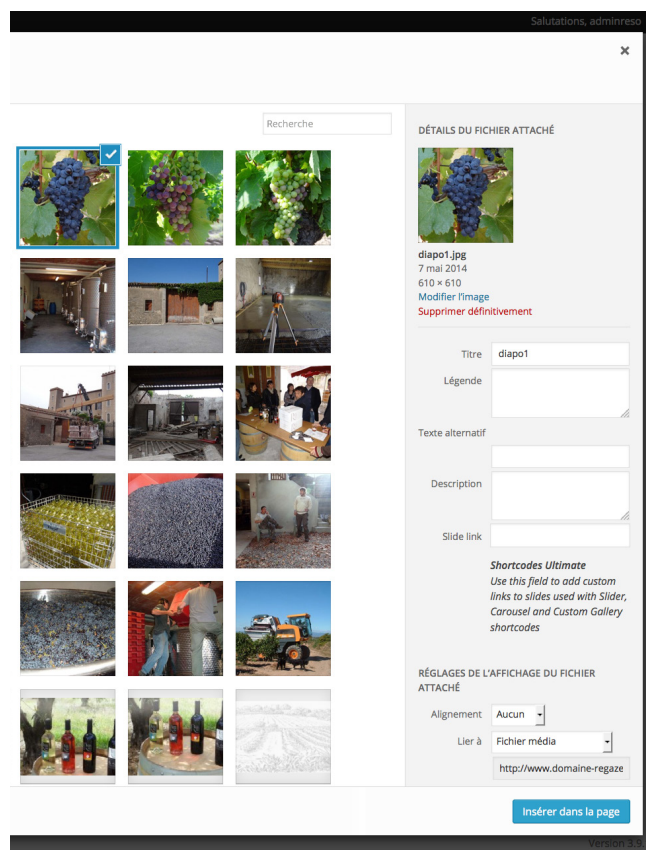 Salutations, adminreso
×
Recherche
DÉTAILS DU FICHIER ATTACHÉ
diapo1.jpg
7 mai 2014
610 × 610
Modifier l'image
Supprimer définitivement
Titre diapo1
Légende
Texte alternatif
Description
Slide link
Shortcodes Ultimate
Use this field to add custom
links to slides used with Slider,
Carousel and Custom Gallery
shortcodes
RÉGLAGES DE L'AFFICHAGE DU FICHIER
ATTACHÉ
Alignement Aucun
Lier à Fichier média
http://www.domaine-regaze
Insérer dans la page
Version 3.9